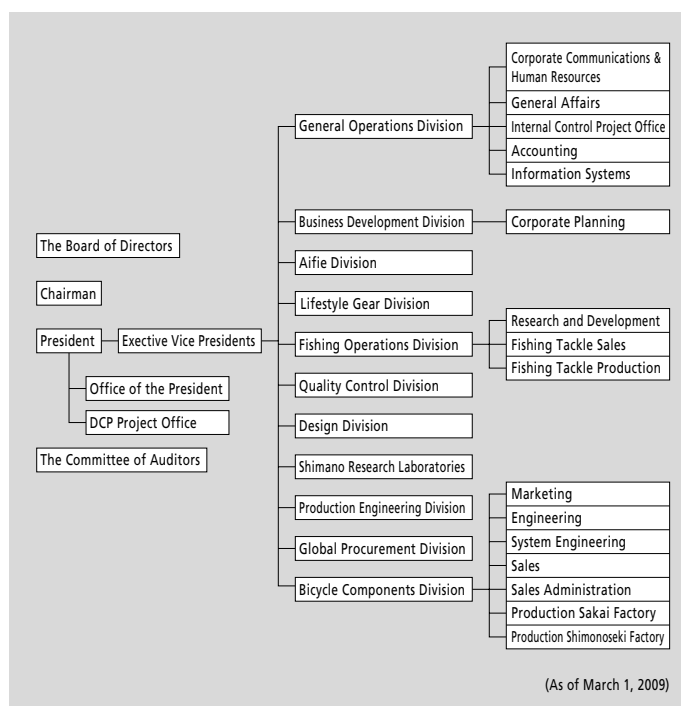 The Board of Directors
Chairman
President
Exective Vice Presidents
Office of the President
DCP Project Office
The Committee of Auditors
General Operations Division
Corporate Communications &
Human Resources
General Affairs
Internal Control Project Office
Accounting
Information Systems
Business Development Division
Corporate Planning
Aifie Division
Lifestyle Gear Division
Fishing Operations Division
Research and Development
Fishing Tackle Sales
Fishing Tackle Production
Quality Control Division
Design Division
Shimano Research Laboratories
Production Engineering Division
Global Procurement Division
Bicycle Components Division
Marketing
Engineering
System Engineering
Sales
Sales Administration
Production Sakai Factory
Production Shimonoseki Factory
(As of March 1, 2009)